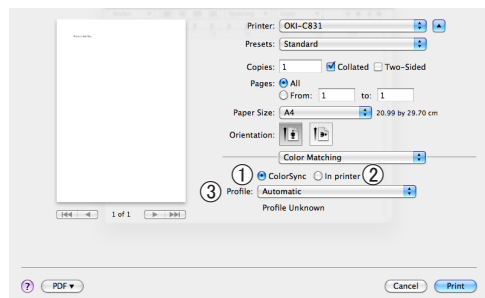 Printer: OKI-C831
Presets: Standard
Copies: 1 Collated Two-Sided
Pages: All
From: 1 to: 1
Paper Size: A4 20.99 by 29.70 cm
Orientation:
Color Matching
① ColorSync In printer ②
③ Profile: Automatic
Profile Unknown
1 of 1
? PDF▼ Cancel Print